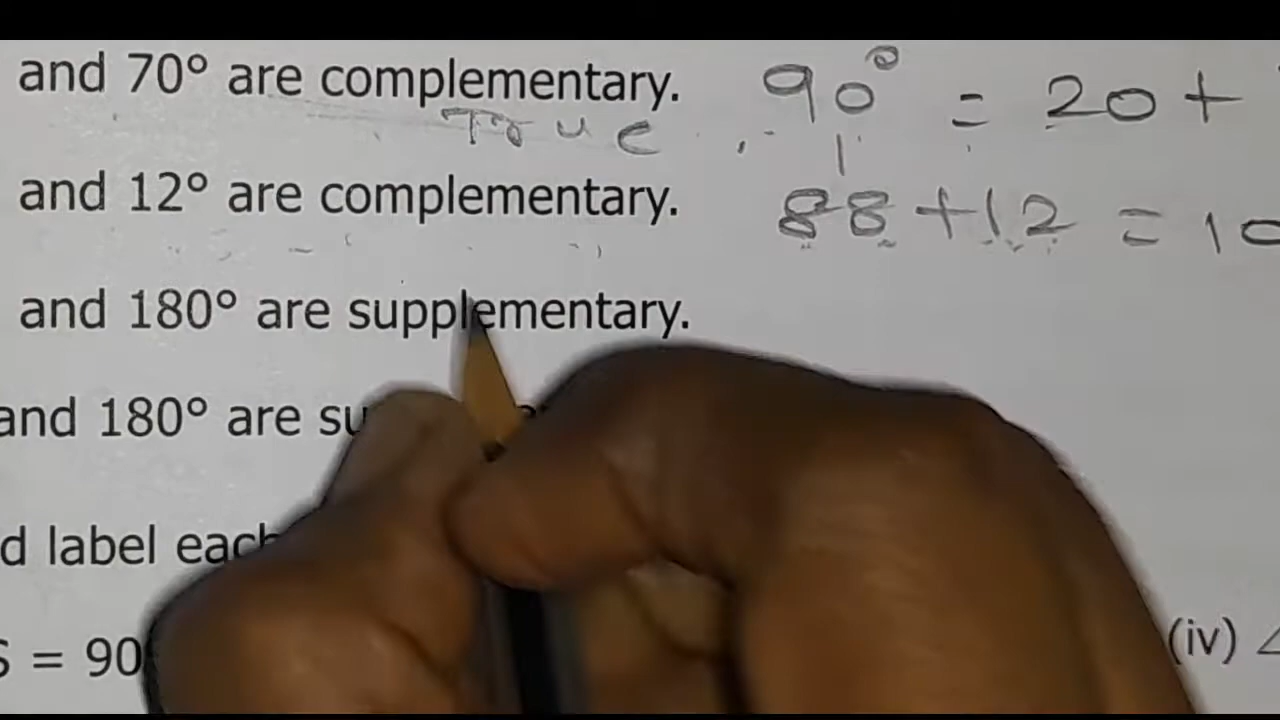 and 70° are complementary. 90° = 20 +
True
and 12° are complementary. 88 + 12 = 10
and 180° are supplementary.
and 180° are su
d label each
S = 90
(iv) ∠